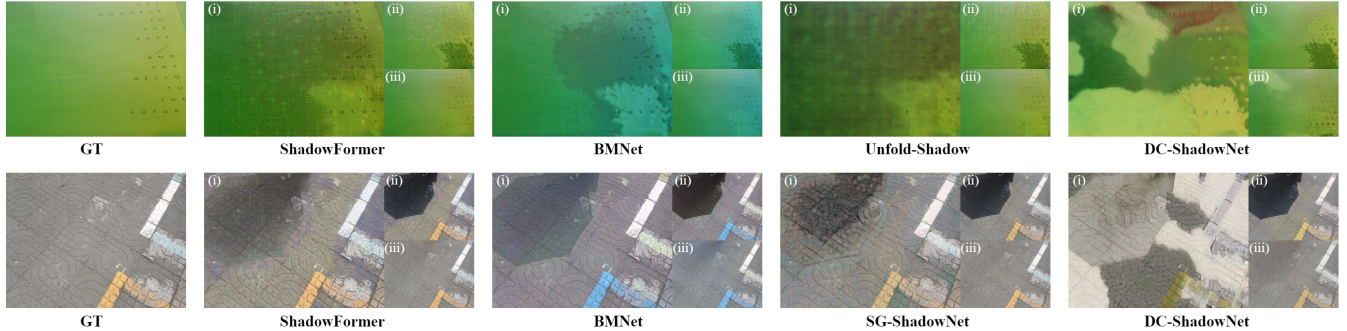 (i) (ii) (i) (ii) (i) (ii) (i) (ii)
(iii) (iii) (iii) (iii)
GT ShadowFormer BMNet Unfold-Shadow DC-ShadowNet
(i) (ii) (i) (ii) (i) (ii) (i) (ii)
(iii) (iii) (iii) (iii)
GT ShadowFormer BMNet SG-ShadowNet DC-ShadowNet